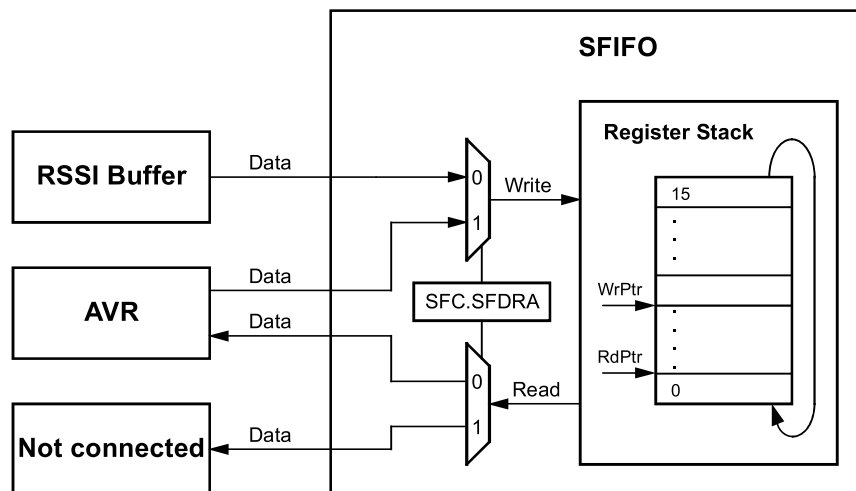 SFIFO
Register Stack
RSSI Buffer
Data
0
Write
15
1
AVR
Data
SFC.SFDRA
WrPtr
Data
0
Read
RdPtr
0
1
Not connected
Data